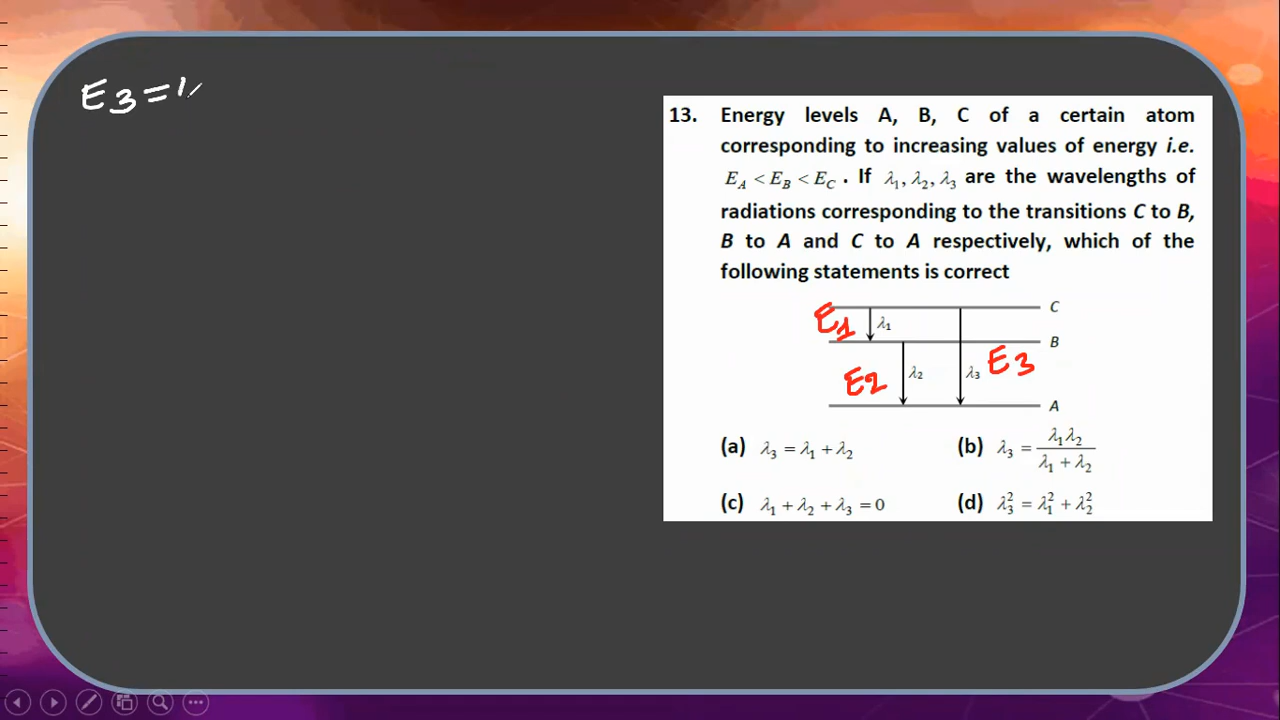 E3=
13. Energy levels A, B, C of a certain atom
corresponding to increasing values of energy i.e.
E_A < E_B < E_C . If λ₁, λ₂, λ₃ are the wavelengths of
radiations corresponding to the transitions C to B,
B to A and C to A respectively, which of the
following statements is correct
C
E1 λ₁
B
E2 λ₂ λ₃ E3
A
(a) λ₃ = λ₁ + λ₂ (b) λ₃ = λ₁λ₂ / (λ₁ + λ₂)
(c) λ₁ + λ₂ + λ₃ = 0 (d) λ₃² = λ₁² + λ₂²